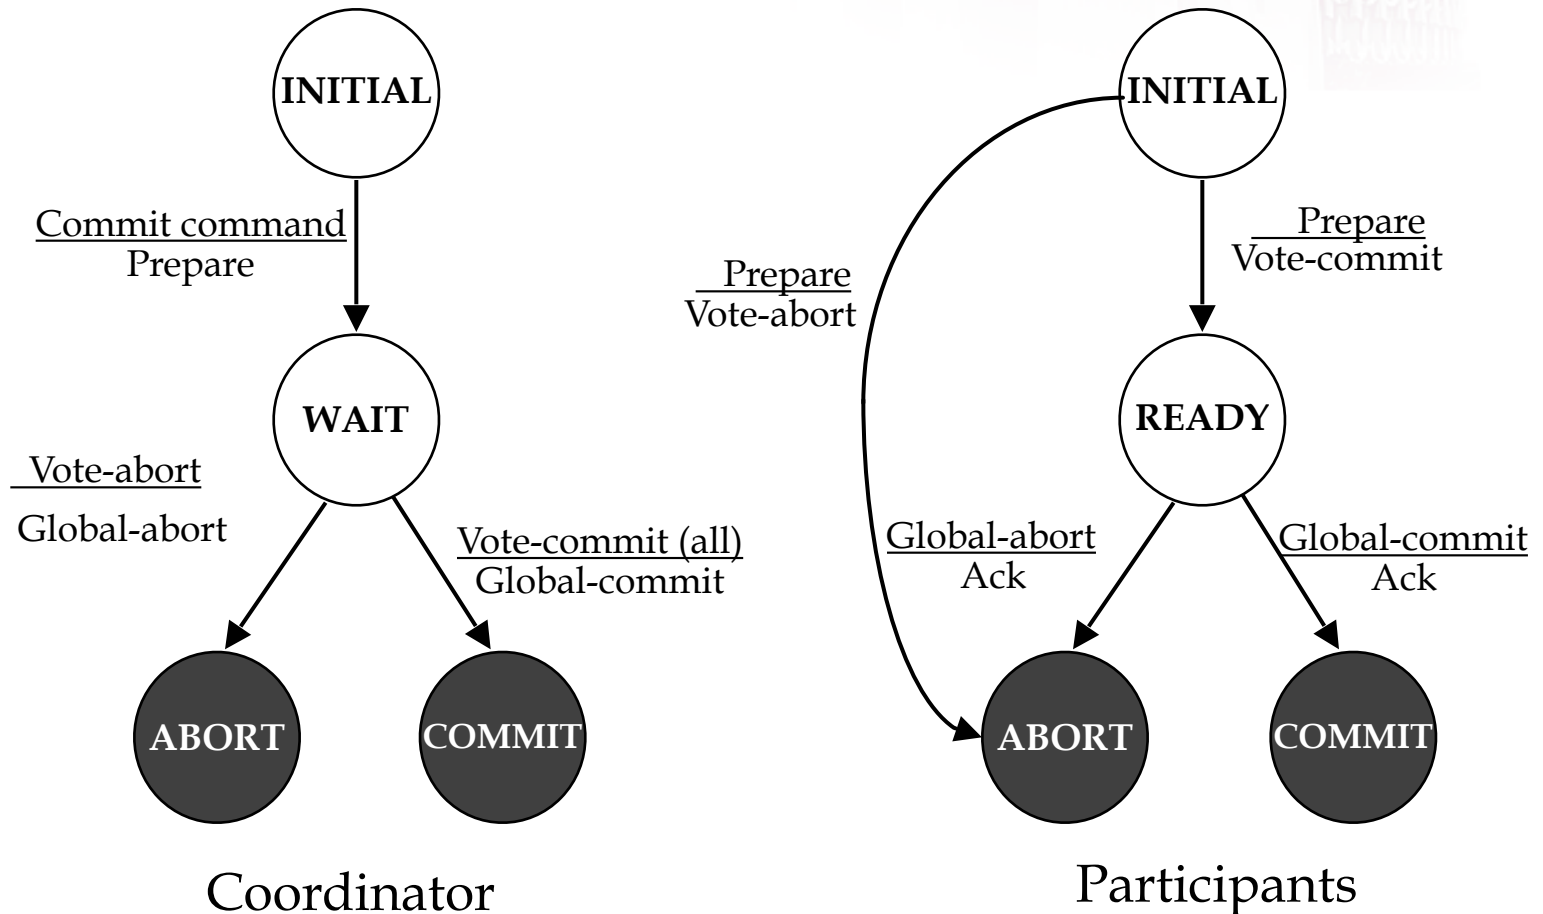 INITIAL
Commit command
Prepare
WAIT
Vote-abort
Global-abort
Vote-commit (all)
Global-commit
ABORT
COMMIT
Coordinator
INITIAL
Prepare
Vote-commit
Prepare
Vote-abort
READY
Global-abort
Ack
Global-commit
Ack
ABORT
COMMIT
Participants